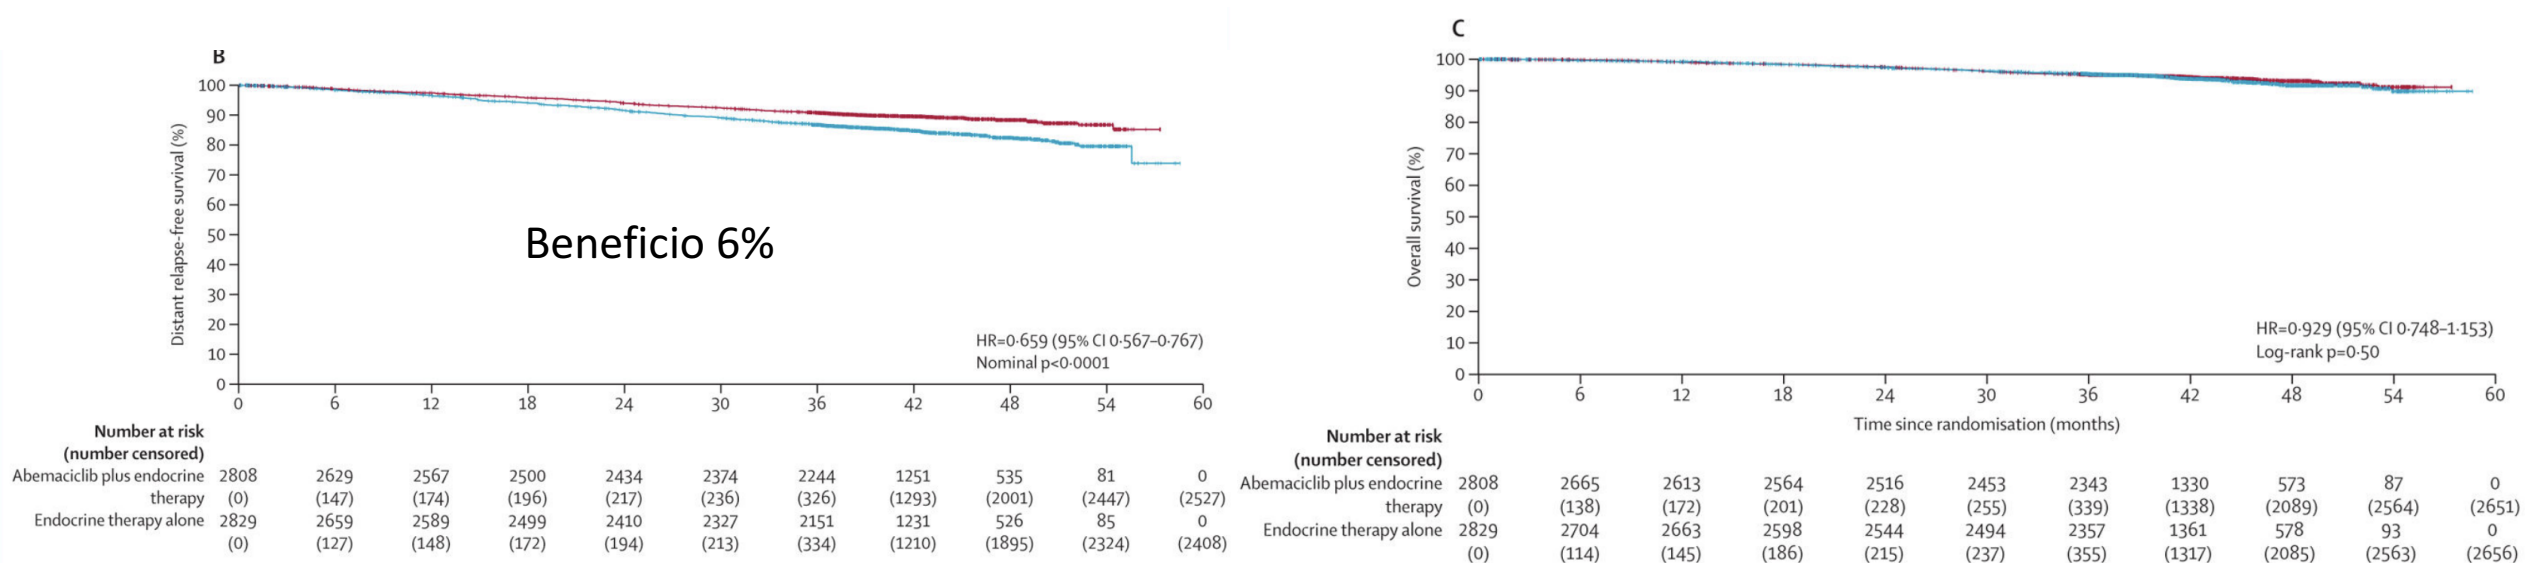 B
100
90
80
70
60
50
40
30
20
10
0
Distant relapse-free survival (%)
Beneficio 6%
HR=0·659 (95% CI 0·567–0·767)
Nominal p<0·0001
0 6 12 18 24 30 36 42 48 54 60
Number at risk
(number censored)
Abemaciclib plus endocrine 2808 2629 2567 2500 2434 2374 2244 1251 535 81 0
therapy (0) (147) (174) (196) (217) (236) (326) (1293) (2001) (2447) (2527)
Endocrine therapy alone 2829 2659 2589 2499 2410 2327 2151 1231 526 85 0
(0) (127) (148) (172) (194) (213) (334) (1210) (1895) (2324) (2408)
C
100
90
80
70
60
50
40
30
20
10
0
Overall survival (%)
HR=0·929 (95% CI 0·748–1·153)
Log-rank p=0·50
0 6 12 18 24 30 36 42 48 54 60
Time since randomisation (months)
Number at risk
(number censored)
Abemaciclib plus endocrine 2808 2665 2613 2564 2516 2453 2343 1330 573 87 0
therapy (0) (138) (172) (201) (228) (255) (339) (1338) (2089) (2564) (2651)
Endocrine therapy alone 2829 2704 2663 2598 2544 2494 2357 1361 578 93 0
(0) (114) (145) (186) (215) (237) (355) (1317) (2085) (2563) (2656)